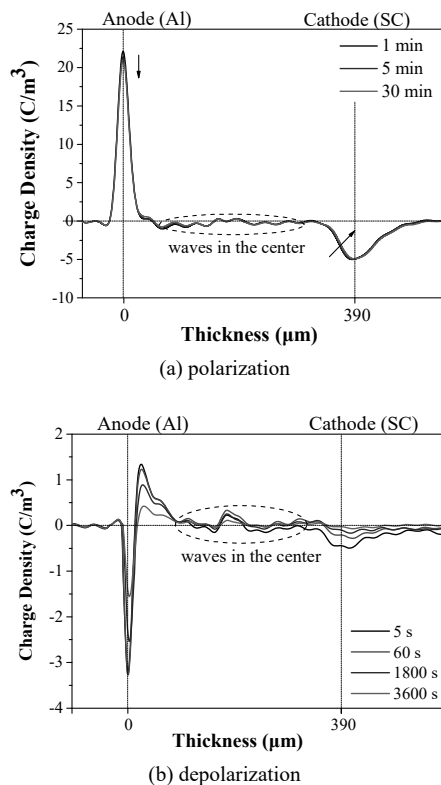 Anode (Al) Cathode (SC)
25
20
15
10
5
0
-5
-10
Charge Density (C/m³)
1 min
5 min
30 min
waves in the center
0 390
Thickness (μm)
(a) polarization
Anode (Al) Cathode (SC)
2
1
0
-1
-2
-3
-4
Charge Density (C/m³)
waves in the center
5 s
60 s
1800 s
3600 s
0 390
Thickness (μm)
(b) depolarization